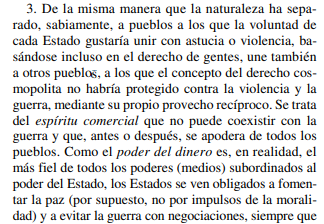 3. De la misma manera que la naturaleza ha sepa-
rado, sabiamente, a pueblos a los que la voluntad de
cada Estado gustaría unir con astucia o violencia, ba-
sándose incluso en el derecho de gentes, une también
a otros pueblos, a los que el concepto del derecho cos-
mopolita no habría protegido contra la violencia y la
guerra, mediante su propio provecho recíproco. Se trata
del espíritu comercial que no puede coexistir con la
guerra y que, antes o después, se apodera de todos los
pueblos. Como el poder del dinero es, en realidad, el
más fiel de todos los poderes (medios) subordinados al
poder del Estado, los Estados se ven obligados a fomen-
tar la paz (por supuesto, no por impulsos de la morali-
dad) y a evitar la guerra con negociaciones, siempre que